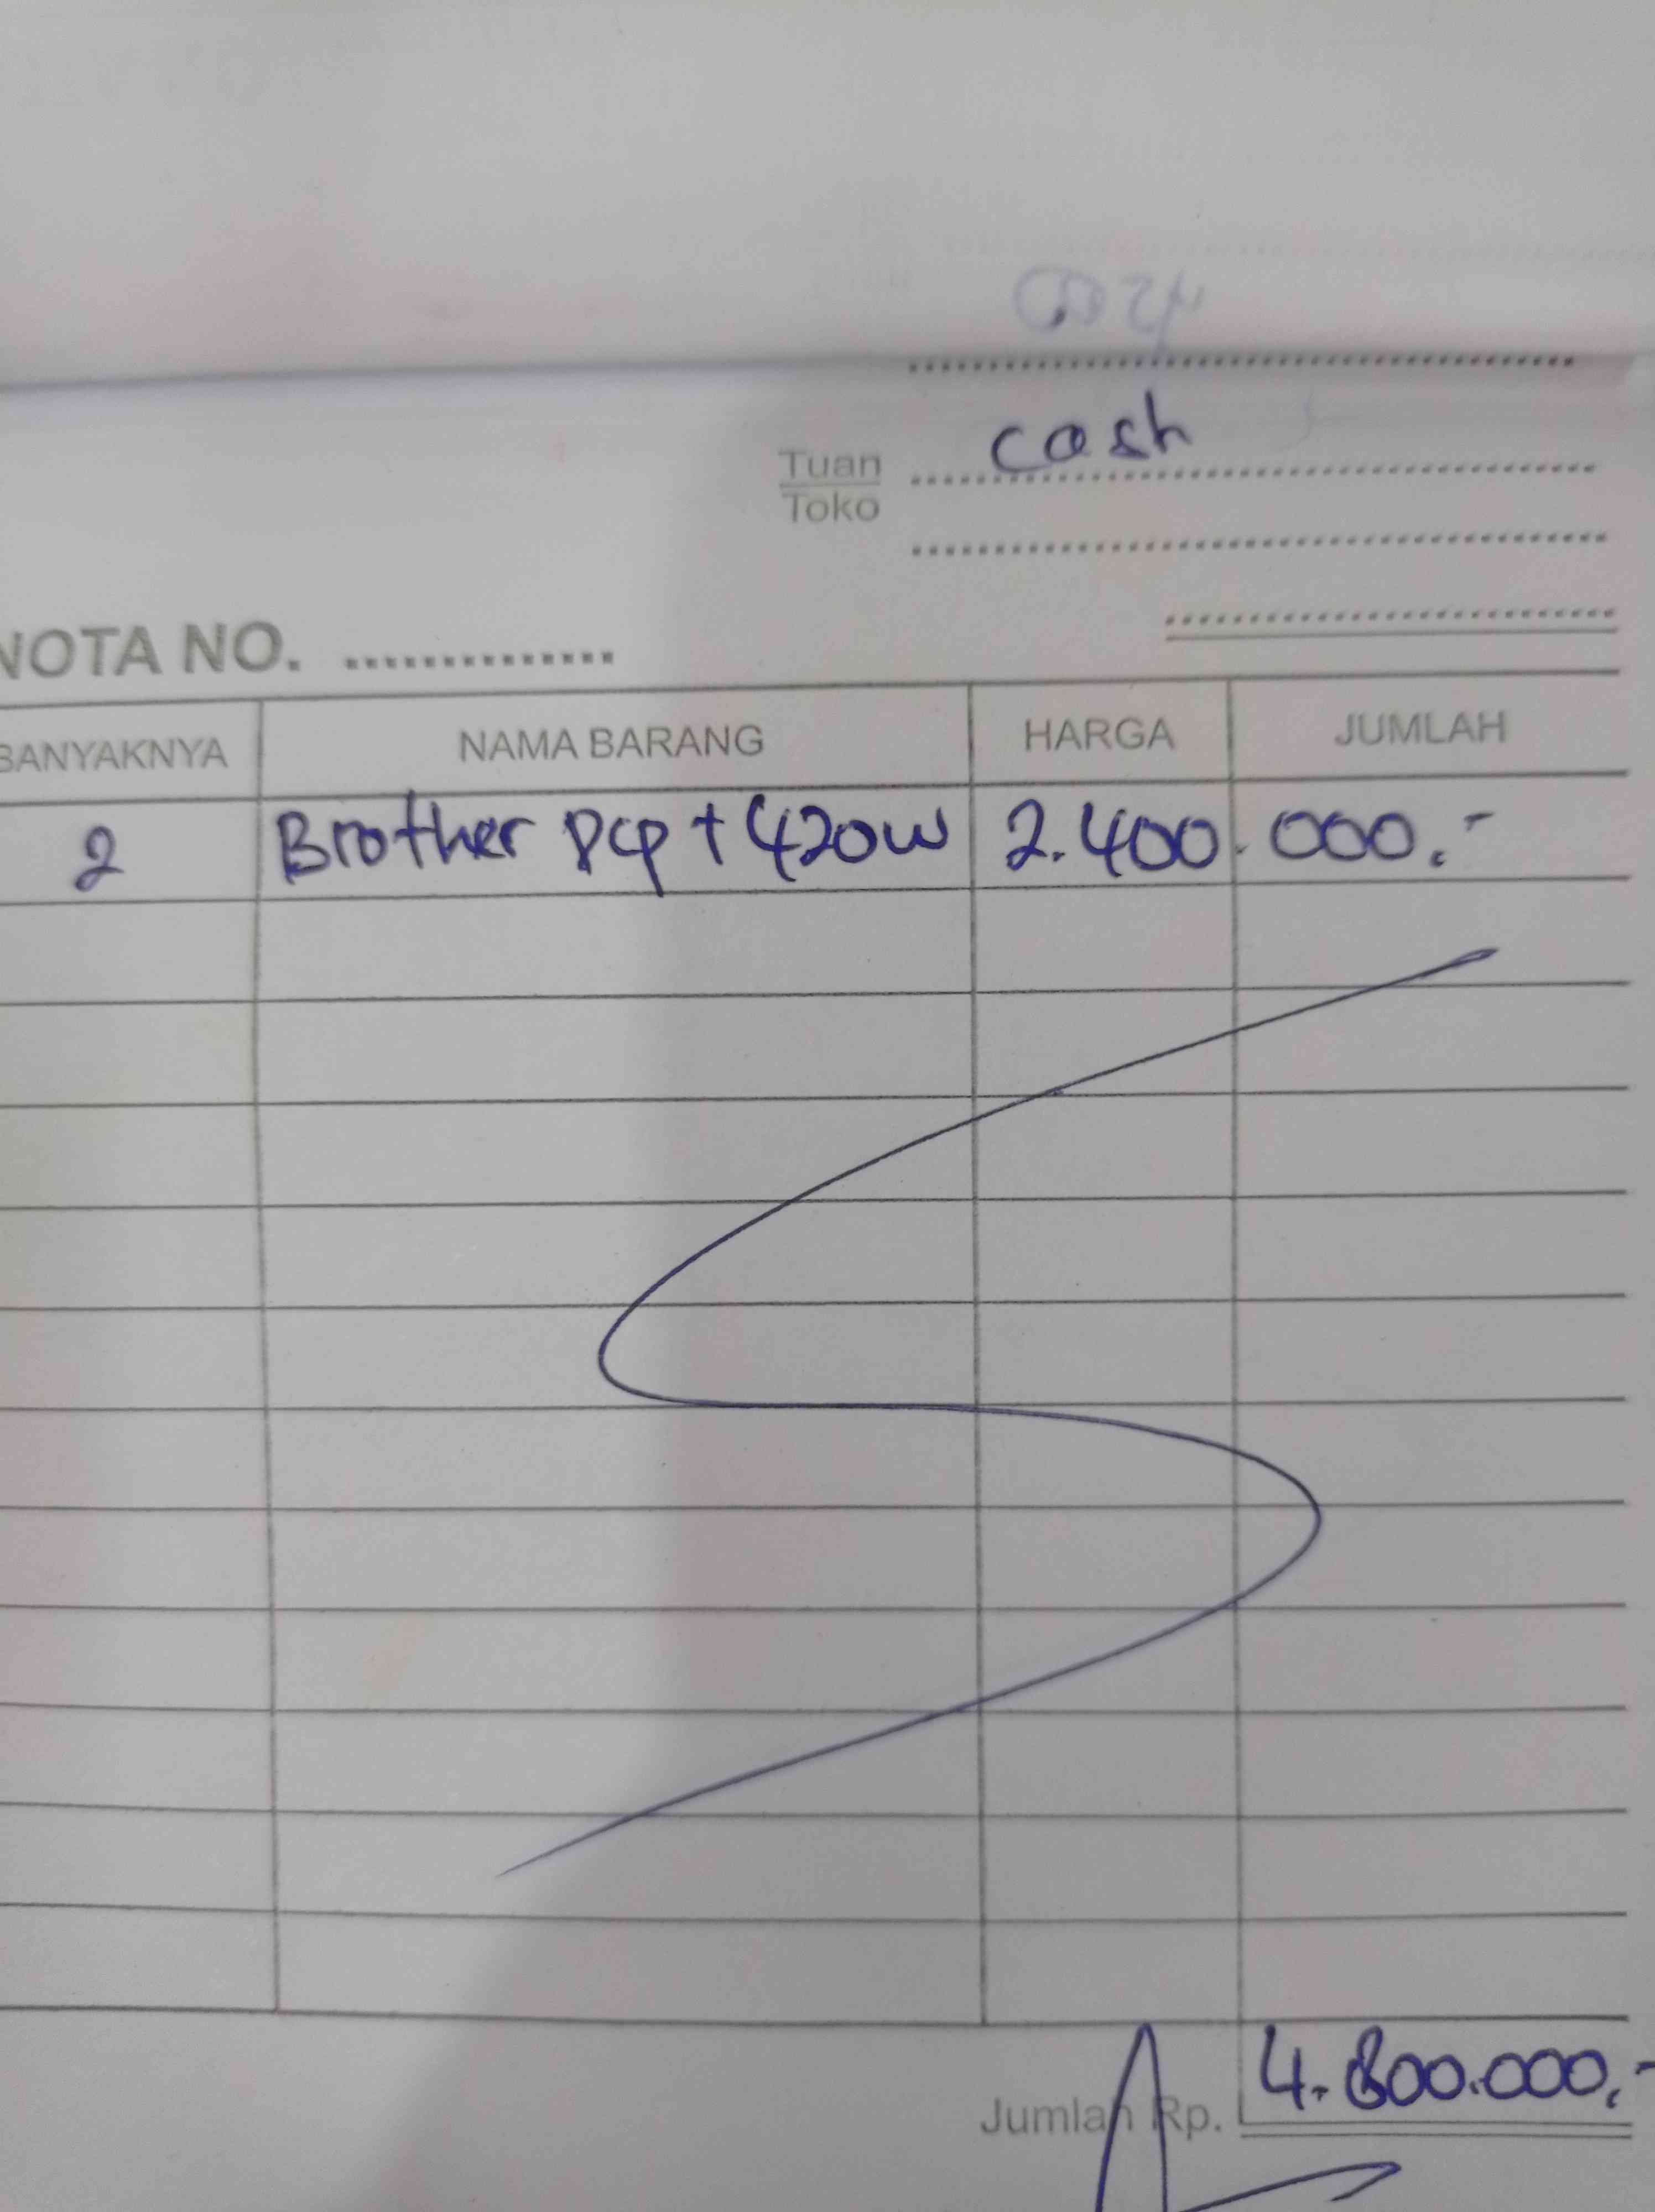 cash
Tuan
Toko
NOTA NO. ..............
BANYAKNYA NAMA BARANG HARGA JUMLAH
2 Brother Dcp T 420w 2.400.000.-
Jumlah Rp. 4.800.000.-